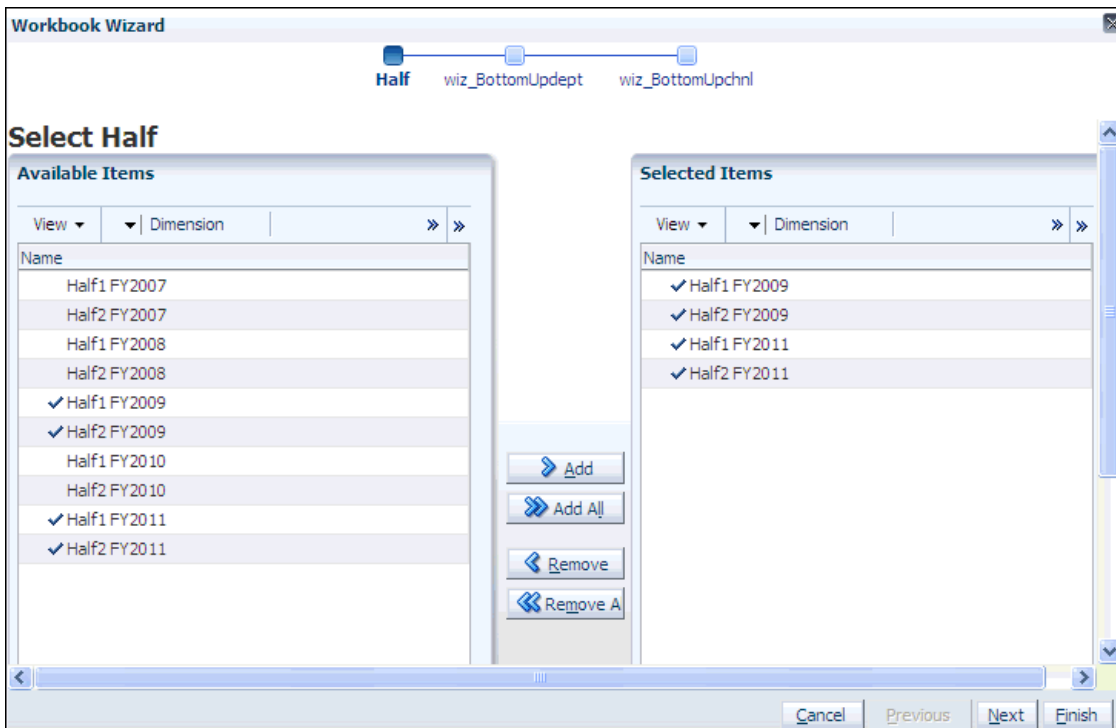 Workbook Wizard
Half
wiz_BottomUpdept
wiz_BottomUpchnl
Select Half
Available Items
View
Dimension
Name
Half1 FY2007
Half2 FY2007
Half1 FY2008
Half2 FY2008
Half1 FY2009
Half2 FY2009
Half1 FY2010
Half2 FY2010
Half1 FY2011
Half2 FY2011
Add
Add All
Remove
Remove A
Selected Items
View
Dimension
Name
Half1 FY2009
Half2 FY2009
Half1 FY2011
Half2 FY2011
Cancel
Previous
Next
Finish